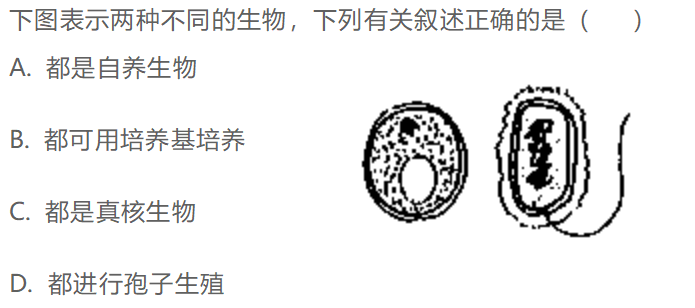 下图表示两种不同的生物，下列有关叙述正确的是（　　）
A. 都是自养生物
B. 都可用培养基培养
C. 都是真核生物
D. 都进行孢子生殖